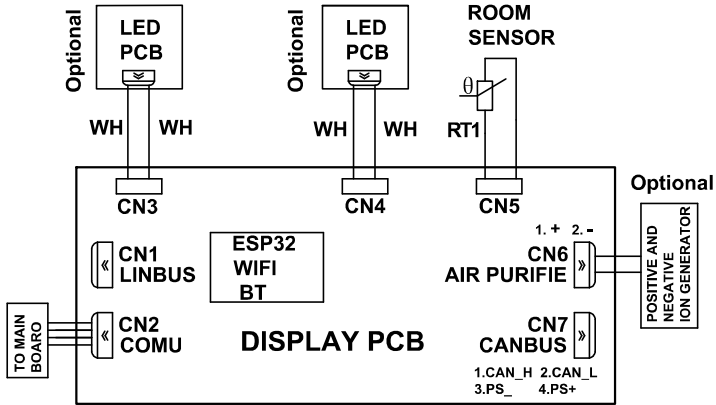 Optional
LED
PCB
WH
WH
Optional
LED
PCB
WH
WH
ROOM
SENSOR
θ
RT1
CN3
CN4
CN5
Optional
1. + 2. -
CN1
LINBUS
ESP32
WIFI
BT
CN6
AIR PURIFIE
POSITIVE AND
NEGATIVE
ION GENERATOR
TO MAIN
BOARO
CN2
COMU
DISPLAY PCB
CN7
CANBUS
1.CAN_H 2.CAN_L
3.PS_ 4.PS+